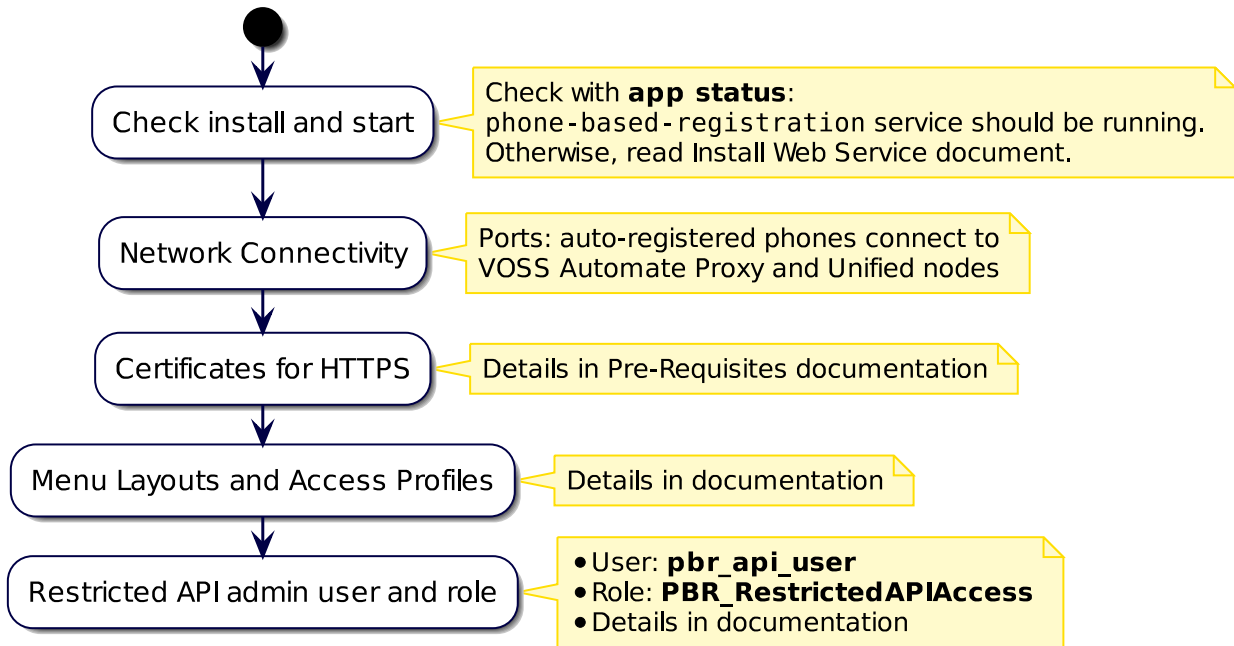 Check install and start
Check with app status:
phone-based-registration service should be running.
Otherwise, read Install Web Service document.
Network Connectivity
Ports: auto-registered phones connect to
VOSS Automate Proxy and Unified nodes
Certificates for HTTPS
Details in Pre-Requisites documentation
Menu Layouts and Access Profiles
Details in documentation
Restricted API admin user and role
• User: pbr_api_user
• Role: PBR_RestrictedAPIAccess
• Details in documentation